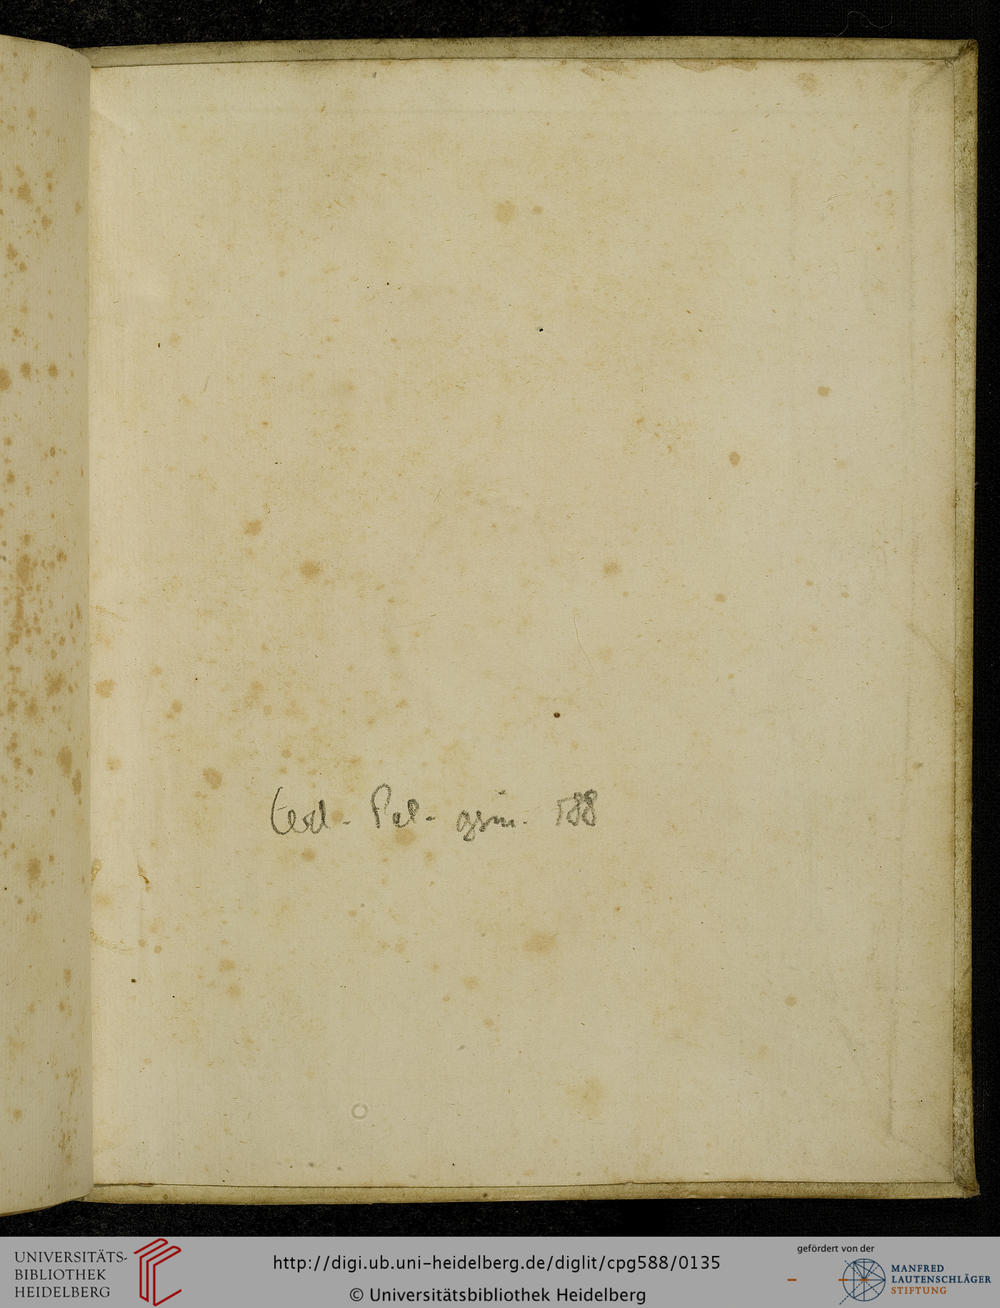 Cod. Pal. germ. 588
UNIVERSITÄTS-
BIBLIOTHEK
HEIDELBERG
http://digi.ub.uni-heidelberg.de/diglit/cpg588/0135
© Universitätsbibliothek Heidelberg
gefördert von der
MANFRED
LAUTENSCHLÄGER
STIFTUNG